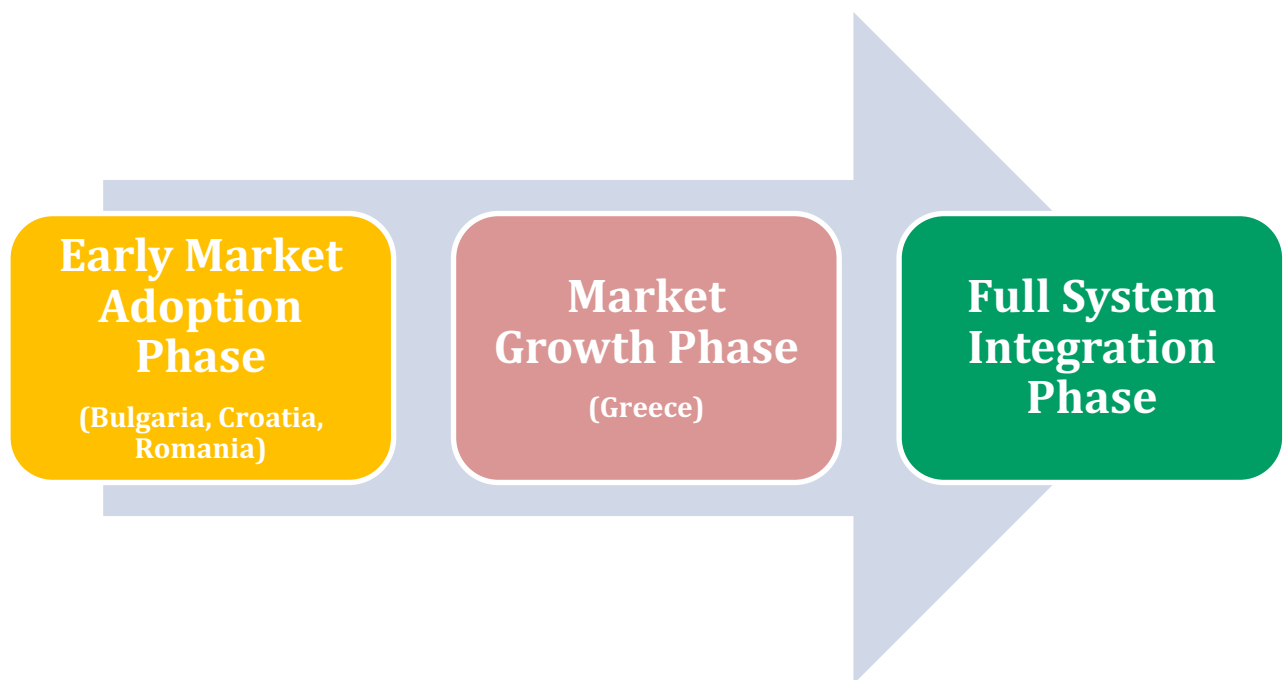 Early Market
Adoption
Phase
(Bulgaria, Croatia,
Romania)
Market
Growth Phase
(Greece)
Full System
Integration
Phase